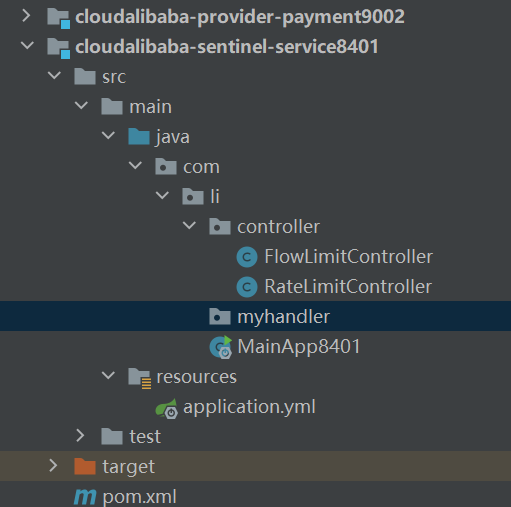 cloudalibaba-provider-payment9002
cloudalibaba-sentinel-service8401
src
main
java
com
li
controller
FlowLimitController
RateLimitController
myhandler
MainApp8401
resources
application.yml
test
target
pom.xml